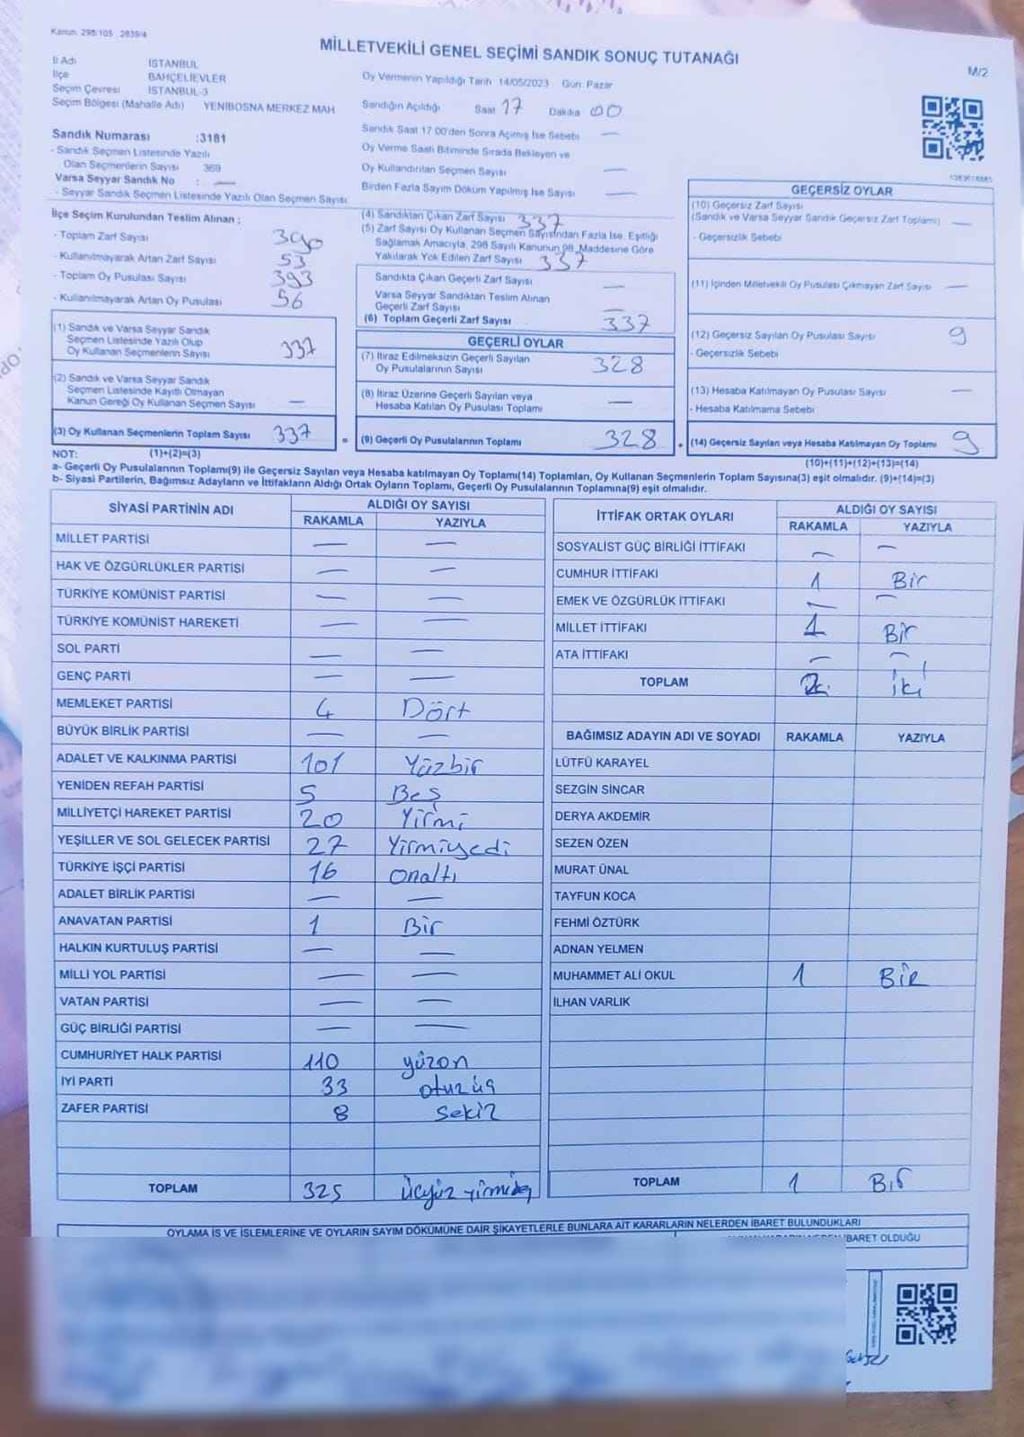 Kanun: 298/105 , 2839/4
MİLLETVEKİLİ GENEL SEÇİMİ SANDIK SONUÇ TUTANAĞI
M/2
İl Adı İSTANBUL
İlçe BAHÇELİEVLER
Seçim Çevresi İSTANBUL-3
Seçim Bölgesi (Mahalle Adı) YENİBOSNA MERKEZ MAH
Oy Vermenin Yapıldığı Tarih 14/05/2023 Gün: Pazar
Sandığın Açıldığı Saat 17 Dakika 00
Sandık Saat 17:00'den Sonra Açılmış İse Sebebi —
Oy Verme Saati Bitiminde Sırada Bekleyen ve
Oy Kullandırılan Seçmen Sayısı —
Birden Fazla Sayım Döküm Yapılmış İse Sayısı —
Sandık Numarası : 3181
- Sandık Seçmen Listesinde Yazılı
Olan Seçmenlerin Sayısı 369
Varsa Seyyar Sandık No : —
- Seyyar Sandık Seçmen Listesinde Yazılı Olan Seçmen Sayısı
İlçe Seçim Kurulundan Teslim Alınan ;
- Toplam Zarf Sayısı 390
- Kullanılmayarak Artan Zarf Sayısı 53
- Toplam Oy Pusulası Sayısı 393
- Kullanılmayarak Artan Oy Pusulası 56
(1) Sandık ve Varsa Seyyar Sandık
Seçmen Listesinde Yazılı Olup
Oy Kullanan Seçmenlerin Sayısı 337
(2) Sandık ve Varsa Seyyar Sandık
Seçmen Listesinde Kayıtlı Olmayan
Kanun Gereği Oy Kullanan Seçmen Sayısı —
(3) Oy Kullanan Seçmenlerin Toplam Sayısı 337
(4) Sandıktan Çıkan Zarf Sayısı 337
(5) Zarf Sayısı Oy Kullanan Seçmen Sayısından Fazla İse, Eşitliği
Sağlamak Amacıyla, 298 Sayılı Kanunun 98. Maddesine Göre
Yakılarak Yok Edilen Zarf Sayısı 337
Sandıkta Çıkan Geçerli Zarf Sayısı —
Varsa Seyyar Sandıktan Teslim Alınan
Geçerli Zarf Sayısı —
(6) Toplam Geçerli Zarf Sayısı 337
GEÇERLİ OYLAR
(7) İtiraz Edilmeksizin Geçerli Sayılan
Oy Pusulalarının Sayısı 328
(8) İtiraz Üzerine Geçerli Sayılan veya
Hesaba Katılan Oy Pusulası Toplamı —
(9) Geçerli Oy Pusulalarının Toplamı 328
GEÇERSİZ OYLAR
(10) Geçersiz Zarf Sayısı
(Sandık ve Varsa Seyyar Sandık Geçersiz Zarf Toplamı) —
- Geçersizlik Sebebi
(11) İçinden Milletvekili Oy Pusulası Çıkmayan Zarf Sayısı —
(12) Geçersiz Sayılan Oy Pusulası Sayısı 9
- Geçersizlik Sebebi
(13) Hesaba Katılmayan Oy Pusulası Sayısı —
- Hesaba Katılmama Sebebi
(14) Geçersiz Sayılan veya Hesaba Katılmayan Oy Toplamı 9
NOT: (1)+(2)=(3) (10)+(11)+(12)+(13)=(14)
a- Geçerli Oy Pusulalarının Toplamı(9) ile Geçersiz Sayılan veya Hesaba katılmayan Oy Toplamı(14) Toplamları, Oy Kullanan Seçmenlerin Toplam Sayısına(3) eşit olmalıdır. (9)+(14)=(3)
b- Siyasi Partilerin, Bağımsız Adayların ve İttifakların Aldığı Ortak Oyların Toplamı, Geçerli Oy Pusulalarının Toplamına(9) eşit olmalıdır.
SİYASİ PARTİNİN ADI ALDIĞI OY SAYISI
RAKAMLA YAZIYLA
MİLLET PARTİSİ — —
HAK VE ÖZGÜRLÜKLER PARTİSİ — —
TÜRKİYE KOMÜNİST PARTİSİ — —
TÜRKİYE KOMÜNİST HAREKETİ — —
SOL PARTİ — —
GENÇ PARTİ — —
MEMLEKET PARTİSİ 4 Dört
BÜYÜK BİRLİK PARTİSİ — —
ADALET VE KALKINMA PARTİSİ 101 Yüzbir
YENİDEN REFAH PARTİSİ 5 Beş
MİLLİYETÇİ HAREKET PARTİSİ 20 Yirmi
YEŞİLLER VE SOL GELECEK PARTİSİ 27 Yirmiyedi
TÜRKİYE İŞÇİ PARTİSİ 16 Onaltı
ADALET BİRLİK PARTİSİ — —
ANAVATAN PARTİSİ 1 Bir
HALKIN KURTULUŞ PARTİSİ — —
MİLLİ YOL PARTİSİ — —
VATAN PARTİSİ — —
GÜÇ BİRLİĞİ PARTİSİ — —
CUMHURİYET HALK PARTİSİ 110 yüzon
İYİ PARTİ 33 otuzüç
ZAFER PARTİSİ 8 Sekiz
TOPLAM 325 Üçyüz yirmibeş
İTTİFAK ORTAK OYLARI ALDIĞI OY SAYISI
RAKAMLA YAZIYLA
SOSYALİST GÜÇ BİRLİĞİ İTTİFAKI — —
CUMHUR İTTİFAKI 1 Bir
EMEK VE ÖZGÜRLÜK İTTİFAKI — —
MİLLET İTTİFAKI 1 Bir
ATA İTTİFAKI — —
TOPLAM 2 iki
BAĞIMSIZ ADAYIN ADI VE SOYADI RAKAMLA YAZIYLA
LÜTFÜ KARAYEL
SEZGİN SİNCAR
DERYA AKDEMİR
SEZEN ÖZEN
MURAT ÜNAL
TAYFUN KOCA
FEHMİ ÖZTÜRK
ADNAN YELMEN
MUHAMMET ALİ OKUL 1 BİR
İLHAN VARLIK
TOPLAM 1 BİR
OYLAMA İŞ VE İŞLEMLERİNE VE OYLARIN SAYIM DÖKÜMÜNE DAİR ŞİKAYETLERLE BUNLARA AİT KARARLARIN NELERDEN İBARET BULUNDUKLARI
İBARET OLDUĞU